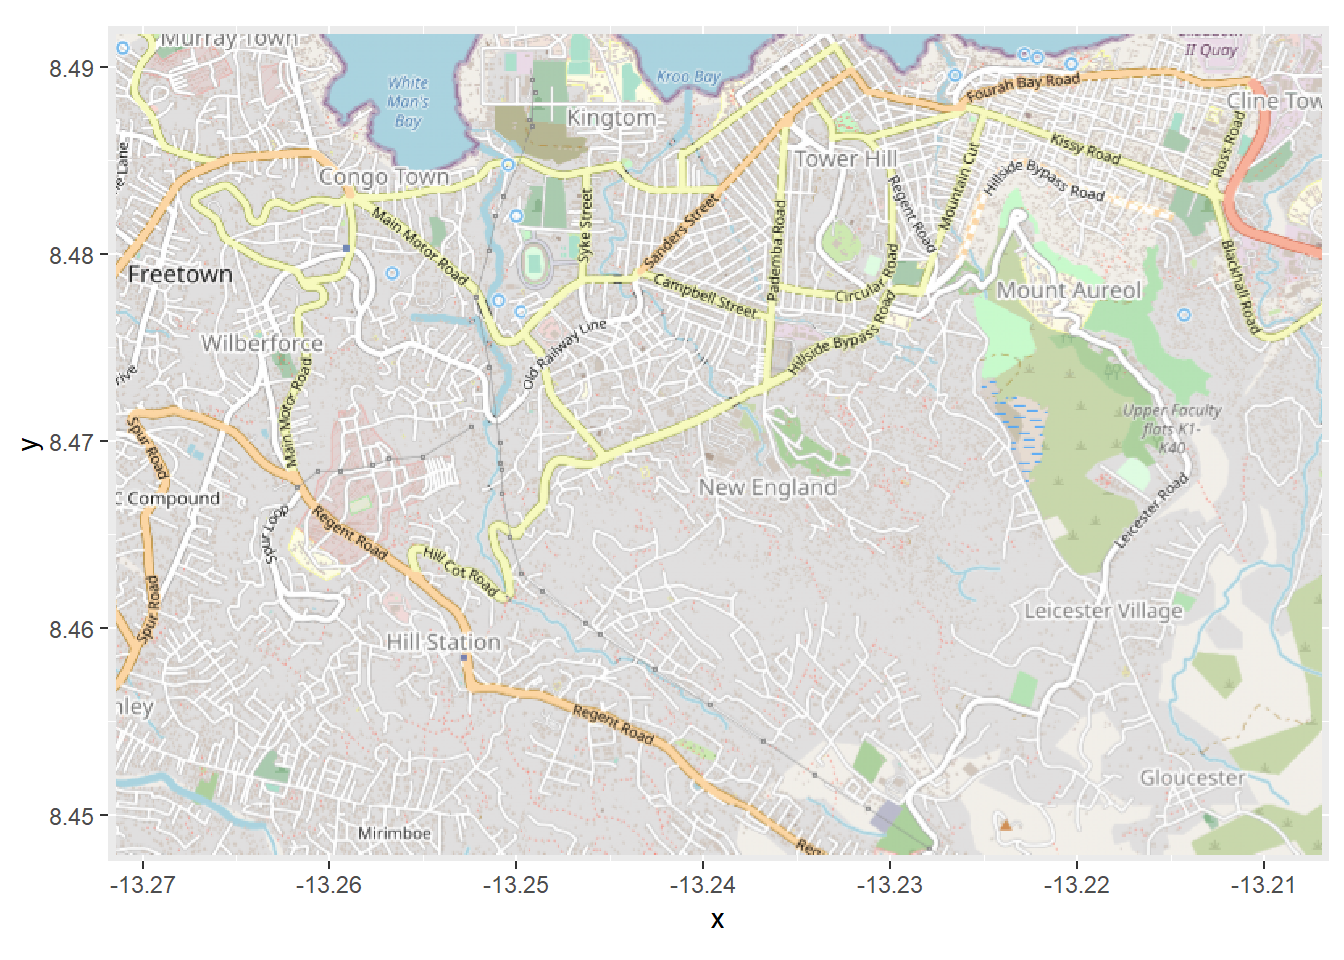 8.49
8.48
8.47
8.46
8.45
y
Murray Town
White
Man's
Bay
Kroo Bay
II Quay
Fourah Bay Road
Cline Tow
Kingtom
e Lane
Tower Hill
Kissy Road
Ross Road
Congo Town
Hillside Bypass Road
Mountain Cut
Regent Road
Main Motor Road
Syke Street
Sanders Street
Pademba Road
Freetown
Campbell Street
Circular Road
Mount Aureol
Blackhall Road
Wilberforce
Old Railway Line
Hillside Bypass Road
rive
Main Motor Road
Upper Faculty
flats K1-
K40
Spur Road
C Compound
New England
Leicester Road
Spur Loop
Regent Road
Hill Cot Road
Spur Road
Leicester Village
Hill Station
nley
Regent Road
Gloucester
Mirimboe
Reg
-13.27
-13.26
-13.25
-13.24
-13.23
-13.22
-13.21
x